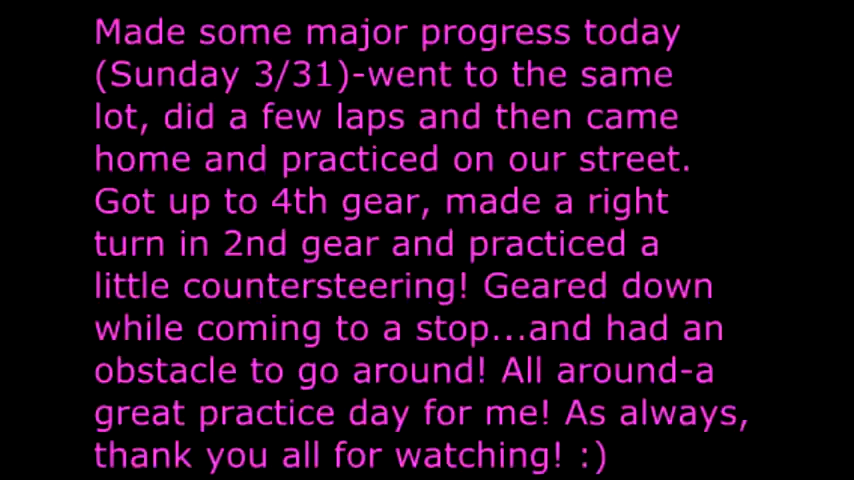 Made some major progress today
(Sunday 3/31)-went to the same
lot, did a few laps and then came
home and practiced on our street.
Got up to 4th gear, made a right
turn in 2nd gear and practiced a
little countersteering! Geared down
while coming to a stop...and had an
obstacle to go around! All around-a
great practice day for me! As always,
thank you all for watching! :)